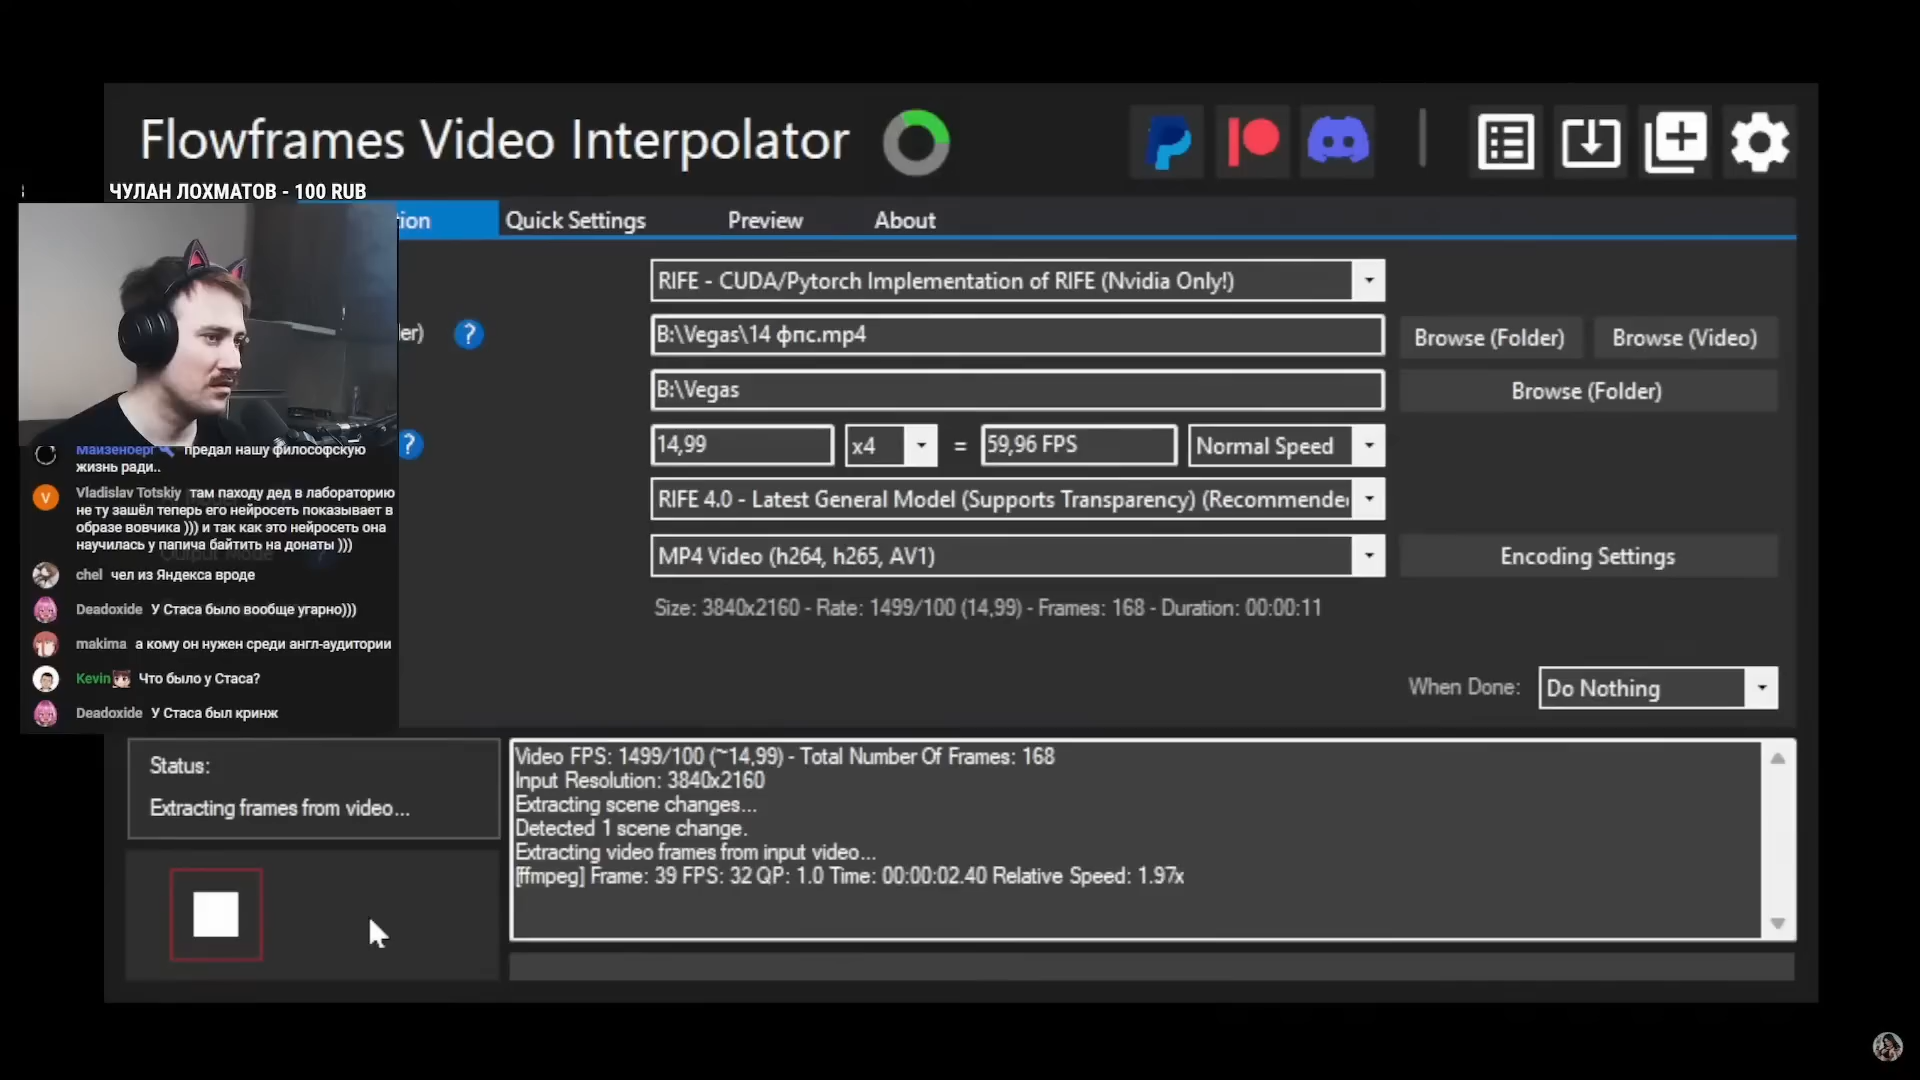 Flowframes Video Interpolator
ЧУЛАН ЛОХМАТОВ - 100 RUB
tion
Quick Settings
Preview
About
RIFE - CUDA/Pytorch Implementation of RIFE (Nvidia Only!)
er)
?
B:\Vegas\14 фпс.mp4
Browse (Folder)
Browse (Video)
B:\Vegas
Browse (Folder)
?
14,99
x4
=
59,96 FPS
Normal Speed
RIFE 4.0 - Latest General Model (Supports Transparency) (Recommende
MP4 Video (h264, h265, AV1)
Encoding Settings
Size: 3840x2160 - Rate: 1499/100 (14,99) - Frames: 168 - Duration: 00:00:11
When Done:
Do Nothing
Майзенберг предал нашу философскую
жизнь ради..
V
Vladislav Totskiy там паходу дед в лабораторию
не ту зашёл теперь его нейросеть показывает в
образе вовчика ))) и так как это нейросеть она
научилась у папича байтить на донаты )))
chel чел из Яндекса вроде
Deadoxide У Стаса было вообще угарно)))
makima а кому он нужен среди англ-аудитории
Kevin Что было у Стаса?
Deadoxide У Стаса был кринж
Status:
Extracting frames from video...
Video FPS: 1499/100 (~14,99) - Total Number Of Frames: 168
Input Resolution: 3840x2160
Extracting scene changes...
Detected 1 scene change.
Extracting video frames from input video...
[ffmpeg] Frame: 39 FPS: 32 QP: 1.0 Time: 00:00:02.40 Relative Speed: 1.97x